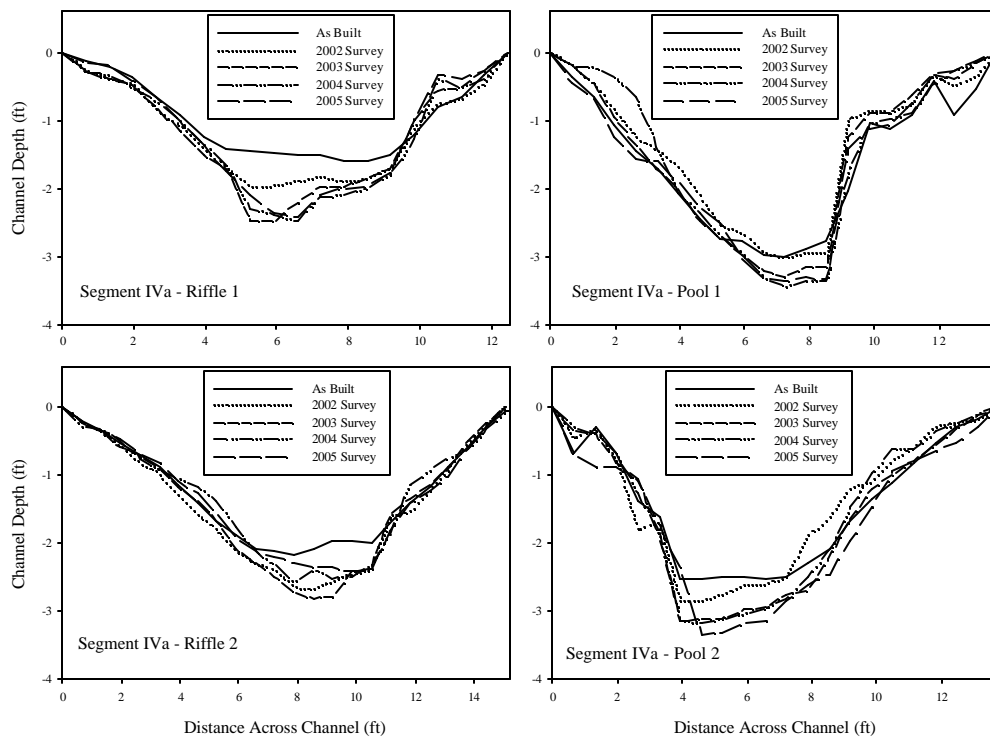 As Built
2002 Survey
2003 Survey
2004 Survey
2005 Survey
0
-1
-2
-3
-4
Channel Depth (ft)
Segment IVa - Riffle 1
0 2 4 6 8 10 12
As Built
2002 Survey
2003 Survey
2004 Survey
2005 Survey
0
-1
-2
-3
-4
Segment IVa - Pool 1
0 2 4 6 8 10 12
As Built
2002 Survey
2003 Survey
2004 Survey
2005 Survey
0
-1
-2
-3
-4
Channel Depth (ft)
Segment IVa - Riffle 2
0 2 4 6 8 10 12 14
Distance Across Channel (ft)
As Built
2002 Survey
2003 Survey
2004 Survey
2005 Survey
0
-1
-2
-3
-4
Segment IVa - Pool 2
0 2 4 6 8 10 12
Distance Across Channel (ft)